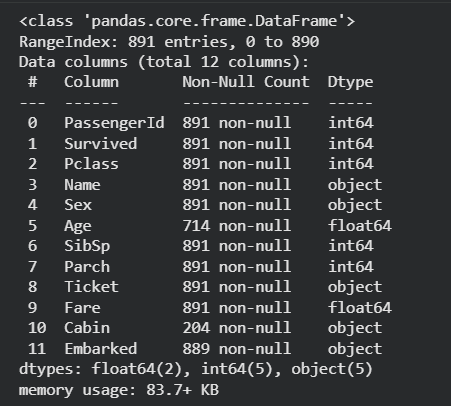 <class 'pandas.core.frame.DataFrame'>
RangeIndex: 891 entries, 0 to 890
Data columns (total 12 columns):
 #   Column       Non-Null Count  Dtype
---  ------       --------------  -----
 0   PassengerId  891 non-null    int64
 1   Survived     891 non-null    int64
 2   Pclass       891 non-null    int64
 3   Name         891 non-null    object
 4   Sex          891 non-null    object
 5   Age          714 non-null    float64
 6   SibSp        891 non-null    int64
 7   Parch        891 non-null    int64
 8   Ticket       891 non-null    object
 9   Fare         891 non-null    float64
 10  Cabin        204 non-null    object
 11  Embarked     889 non-null    object
dtypes: float64(2), int64(5), object(5)
memory usage: 83.7+ KB